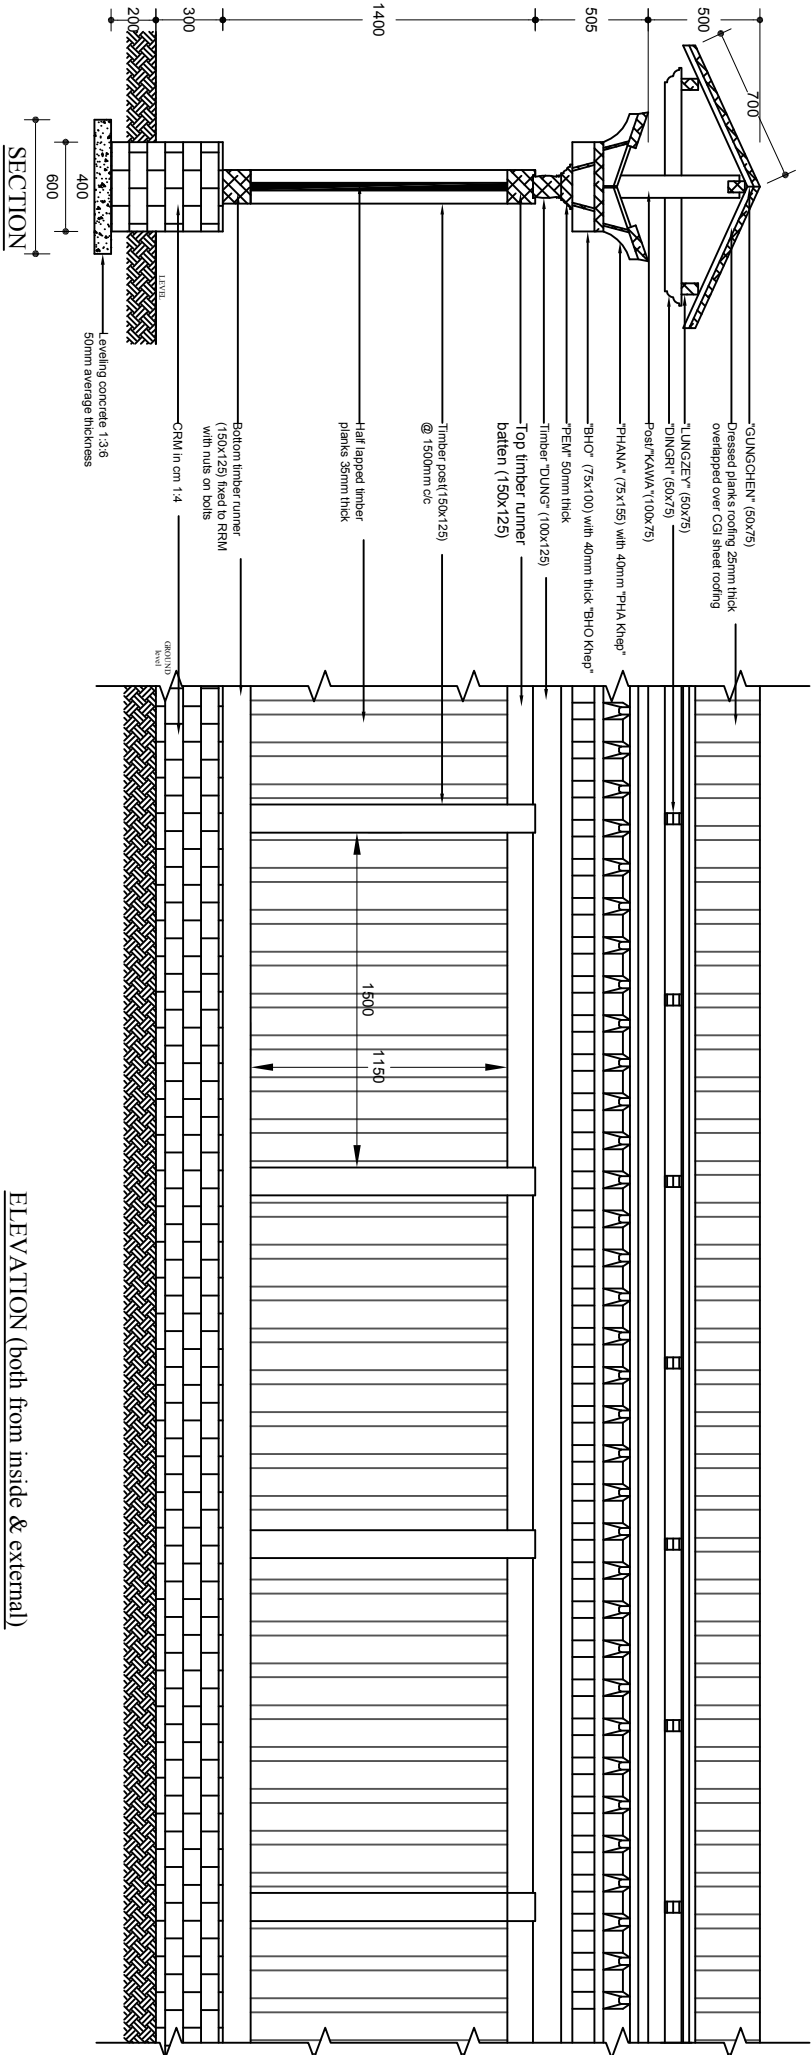 500
505
1400
300
200
700
400
600
SECTION
"GUNGCHEN" (50x75)
Dressed planks roofing 25mm thick
overlapped over CGI sheet roofing
"LUNGZEY" (50x75)
"DINGRI" (50x75)
Post/"KAWA"(100x75)
"PHANA" (75x155) with 40mm "PHA Khep"
"BHO" (75x100) with 40mm thick "BHO Khep"
"PEM" 50mm thick
Timber "DUNG" (100x125)
Top timber runner
batten (150x125)
Timber post(150x125)
@ 1500mm c/c
Half lapped timber
planks 35mm thick
Bottom timber runner
(150x125) fixed to RRM
with nuts on bolts
CRM in cm 1:4
LEVEL
Leveling concrete 1:3:6
50mm average thickness
GROUND
level
1500
1150
ELEVATION (both from inside & external)